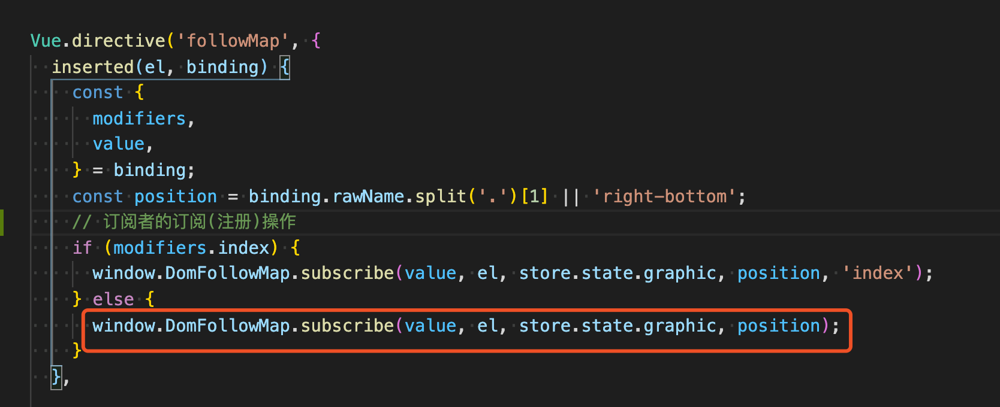 Vue.directive('followMap', {
  inserted(el, binding) {
    const {
      modifiers,
      value,
    } = binding;
    const position = binding.rawName.split('.')[1] || 'right-bottom';
    // 订阅者的订阅(注册)操作
    if (modifiers.index) {
      window.DomFollowMap.subscribe(value, el, store.state.graphic, position, 'index');
    } else {
      window.DomFollowMap.subscribe(value, el, store.state.graphic, position);
    }
  },